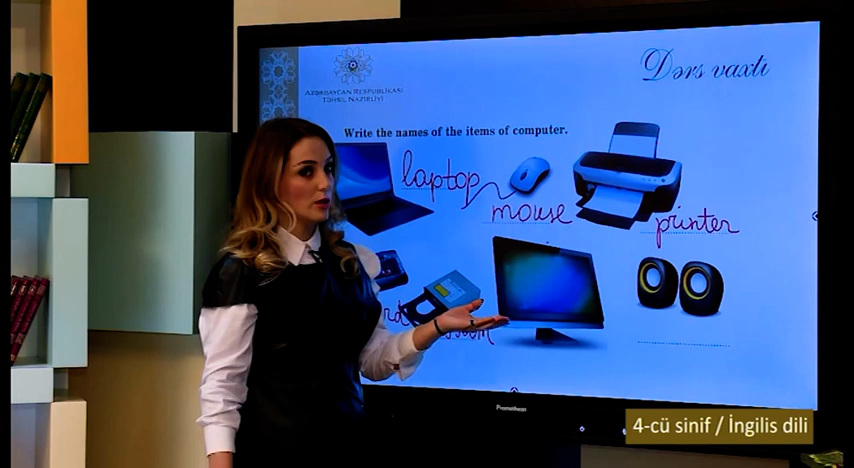 Dərs vaxtı
AZƏRBAYCAN RESPUBLİKASI
TƏHSİL NAZİRLİYİ
Write the names of the items of computer.
laptop
mouse
printer
Promethean
4-cü sinif / İngilis dili